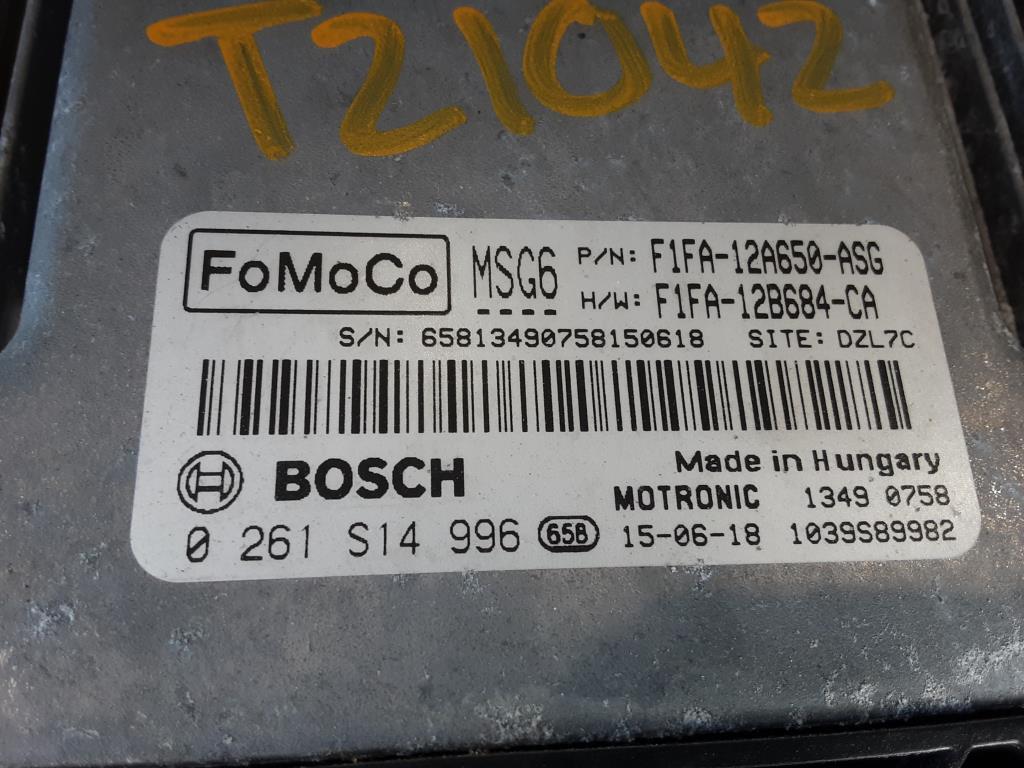 T21042
FoMoCo MSG6 P/N: F1FA-12A650-ASG
H/W: F1FA-12B684-CA
S/N: 65813490758150618 SITE: DZL7C
BOSCH Made in Hungary
MOTRONIC 1349 0758
0 261 S14 996 658 15-06-18 1039S89982